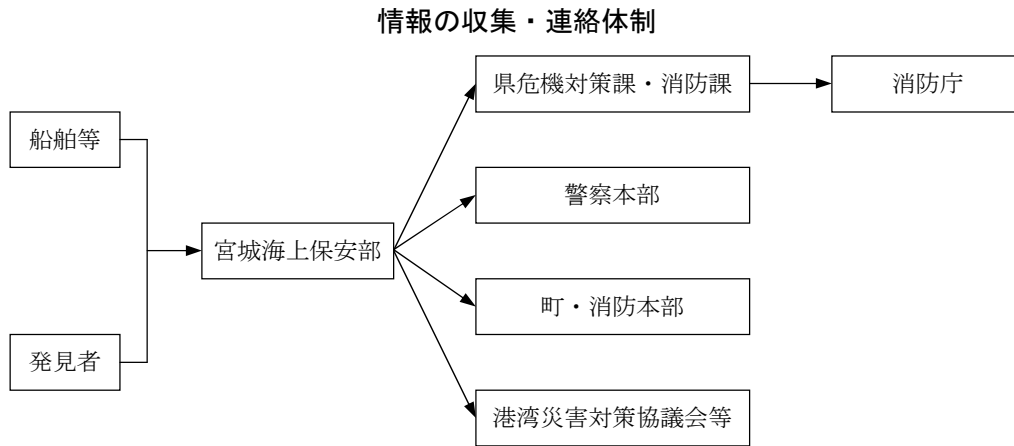 情報の収集・連絡体制
県危機対策課・消防課
消防庁
船舶等
警察本部
宮城海上保安部
町・消防本部
発見者
港湾災害対策協議会等